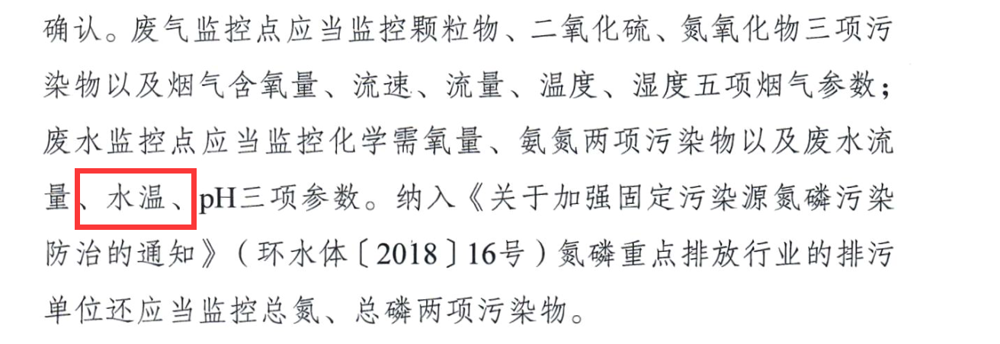 确认。废气监控点应当监控颗粒物、二氧化硫、氮氧化物三项污
染物以及烟气含氧量、流速、流量、温度、湿度五项烟气参数；
废水监控点应当监控化学需氧量、氨氮两项污染物以及废水流
量、水温、pH三项参数。纳入《关于加强固定污染源氮磷污染
防治的通知》（环水体〔2018〕16号）氮磷重点排放行业的排污
单位还应当监控总氮、总磷两项污染物。